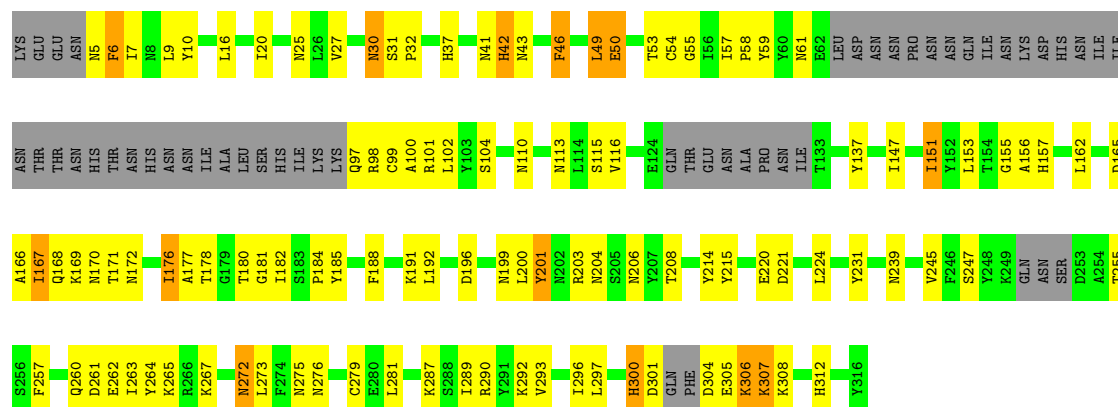 LYS GLU GLU ASN N5 F6 I7 N8 L9 Y10 L16 I20 N25 L26 V27 N30 S31 P32 H37 N41 H42 N43 F46 L49 E50 T53 C54 G55 I56 I57 P58 Y59 Y60 N61 E62 LEU ASP ASN ASN PRO ASN ASN GLN ILE ASN LYS ASP HIS ASN ILE ILE
ASN THR THR ASN HIS THR ASN HIS ASN ASN ILE ALA LEU SER HIS ILE LYS LYS Q97 R98 C99 A100 R101 L102 Y103 S104 N110 N113 L114 S115 V116 E124 GLN THR GLU ASN ALA PRO ASN ILE T133 Y137 I147 I151 Y152 L153 T154 G155 A156 H157 L162 D165
A166 I167 Q168 K169 N170 T171 N172 I176 A177 T178 G179 T180 G181 I182 S183 P184 Y185 F188 K191 L192 D196 N199 L200 Y201 N202 R203 N204 S205 N206 Y207 T208 Y214 Y215 E220 D221 L224 Y231 N239 V245 F246 S247 Y248 K249 GLN ASN SER D253 A254 T255
S256 F257 Q260 D261 E262 I263 Y264 K265 R266 K267 N272 L273 F274 N275 N276 C279 E280 L281 K287 S288 I289 R290 Y291 K292 V293 I296 L297 H300 D301 GLN PHE D304 E305 K306 K307 K308 H312 Y316